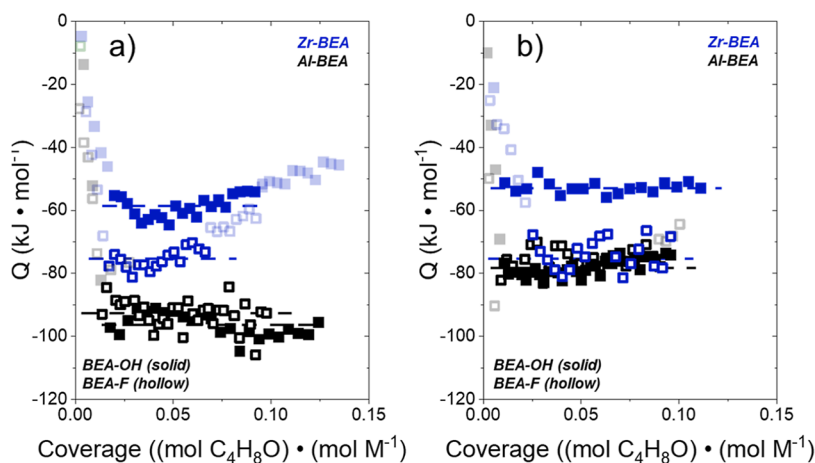 a)
Zr-BEA
Al-BEA
0
-20
-40
-60
-80
-100
-120
Q (kJ • mol⁻¹)
BEA-OH (solid)
BEA-F (hollow)
0.00 0.05 0.10 0.15
Coverage ((mol C₄H₈O) • (mol M⁻¹)
b)
Zr-BEA
Al-BEA
0
-20
-40
-60
-80
-100
-120
Q (kJ • mol⁻¹)
BEA-OH (solid)
BEA-F (hollow)
0.00 0.05 0.10 0.15
Coverage ((mol C₄H₈O) • (mol M⁻¹)